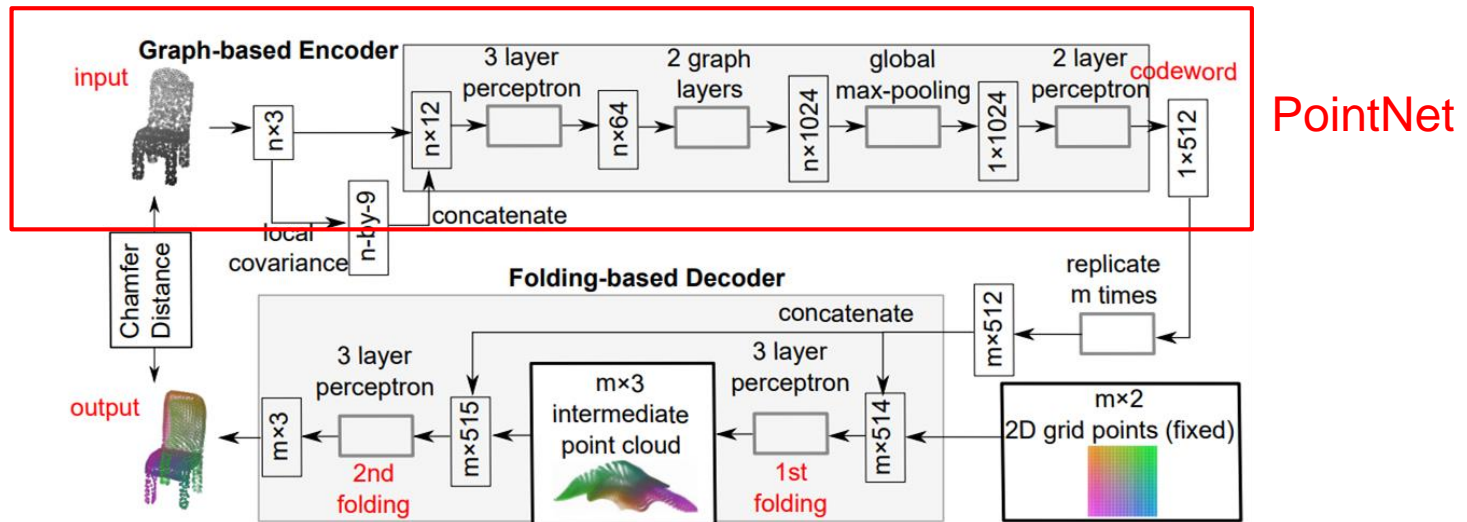 Graph-based Encoder
input
n×3
n×12
3 layer
perceptron
n×64
2 graph
layers
n×1024
global
max-pooling
1×1024
2 layer
perceptron
codeword
1×512
PointNet
local
covariance
n-by-9
concatenate
Chamfer
Distance
Folding-based Decoder
replicate
m times
m×512
concatenate
output
m×3
3 layer
perceptron
2nd
folding
m×515
m×3
intermediate
point cloud
3 layer
perceptron
1st
folding
m×514
m×2
2D grid points (fixed)